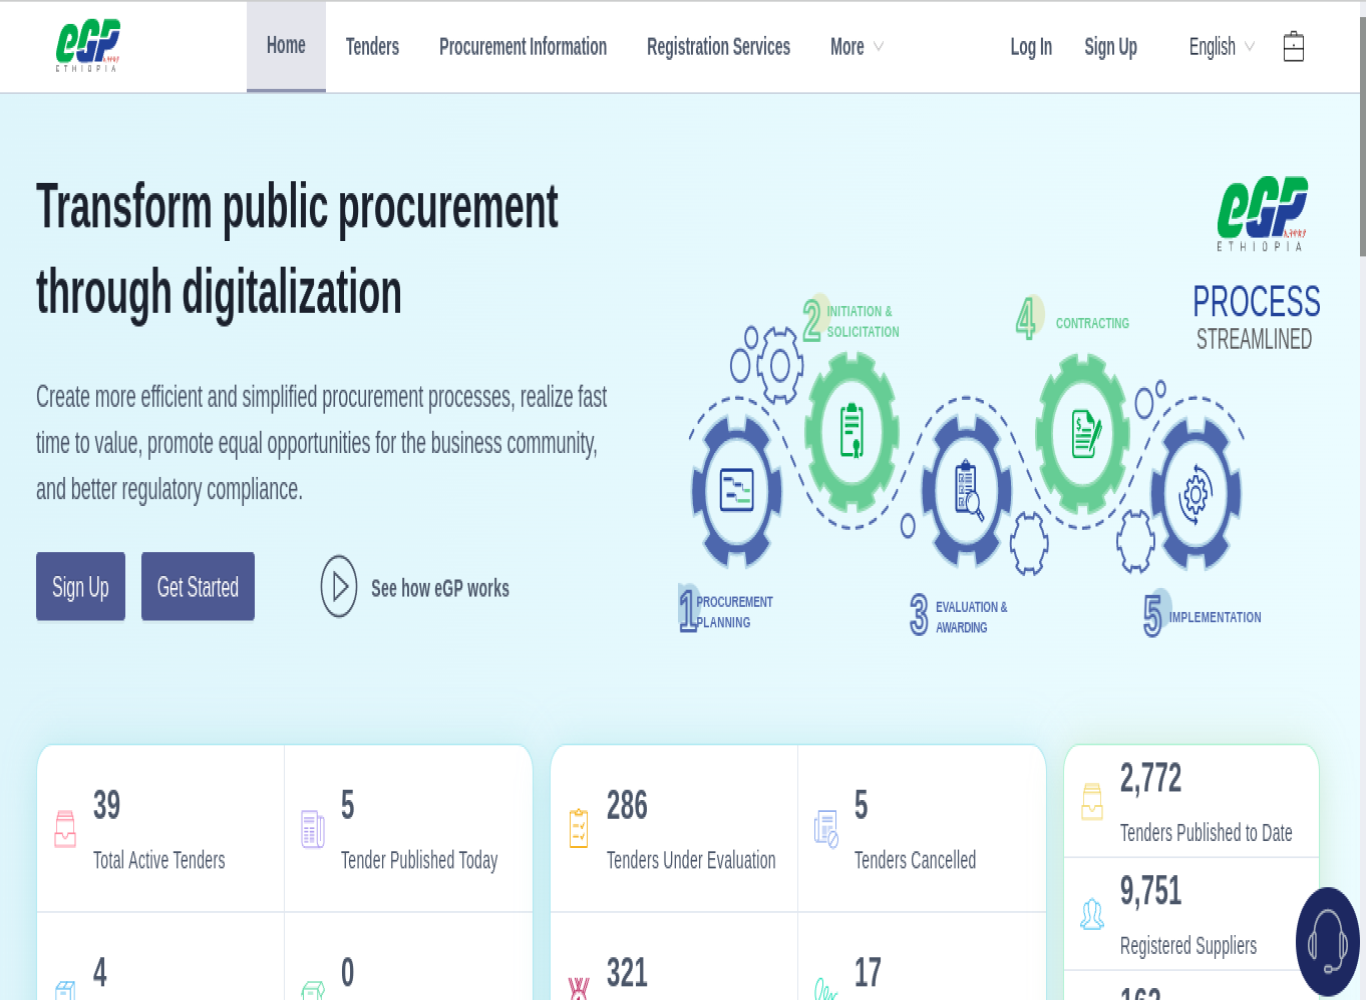 eGP
ETHIOPIA
Home
Tenders
Procurement Information
Registration Services
More
Log In
Sign Up
English
Transform public procurement
through digitalization
Create more efficient and simplified procurement processes, realize fast
time to value, promote equal opportunities for the business community,
and better regulatory compliance.
Sign Up
Get Started
See how eGP works
eGP
ETHIOPIA
PROCESS
STREAMLINED
2
INITIATION &
SOLICITATION
4
CONTRACTING
1
PROCUREMENT
PLANNING
3
EVALUATION &
AWARDING
5
IMPLEMENTATION
39
Total Active Tenders
5
Tender Published Today
286
Tenders Under Evaluation
5
Tenders Cancelled
2,772
Tenders Published to Date
9,751
Registered Suppliers
4
0
321
17